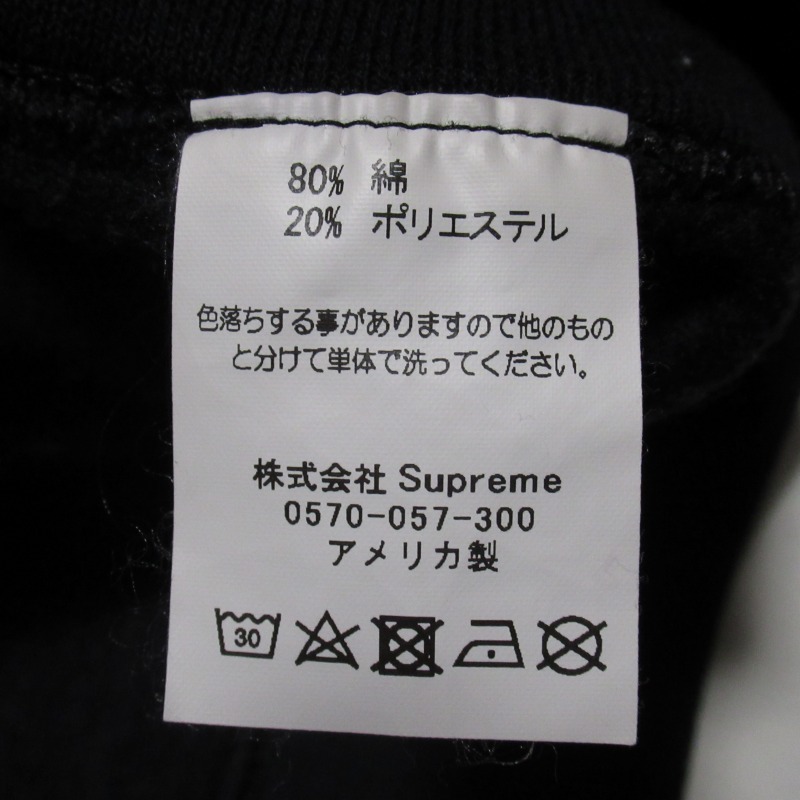 80% 綿
20% ポリエステル
色落ちする事がありますので他のもの
と分けて単体で洗ってください。
株式会社 Supreme
0570-057-300
アメリカ製
30